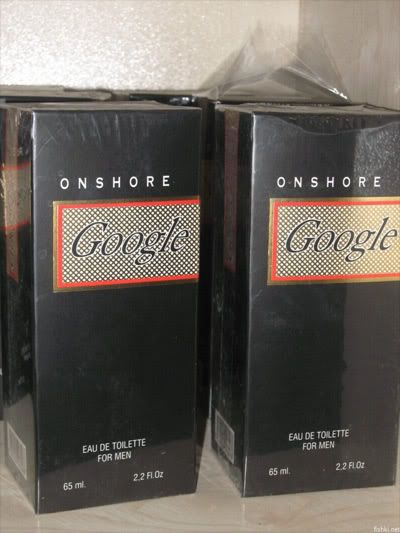 ONSHORE
Google
EAU DE TOILETTE
FOR MEN
65 ml. 2,2 Fl.Oz
ONSHORE
Google
EAU DE TOILETTE
FOR MEN
65 ml. 2,2 Fl.Oz
fishki.net